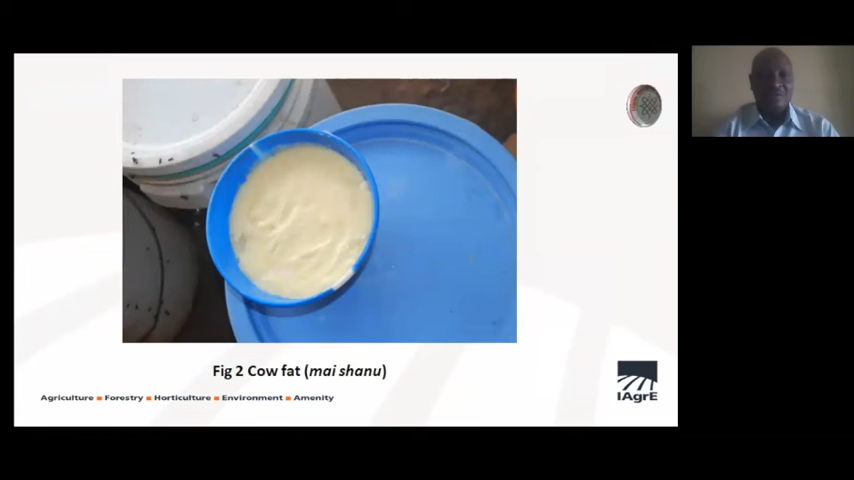 Fig 2 Cow fat (mai shanu)
Agriculture ▪ Forestry ▪ Horticulture ▪ Environment ▪ Amenity
IAgrE